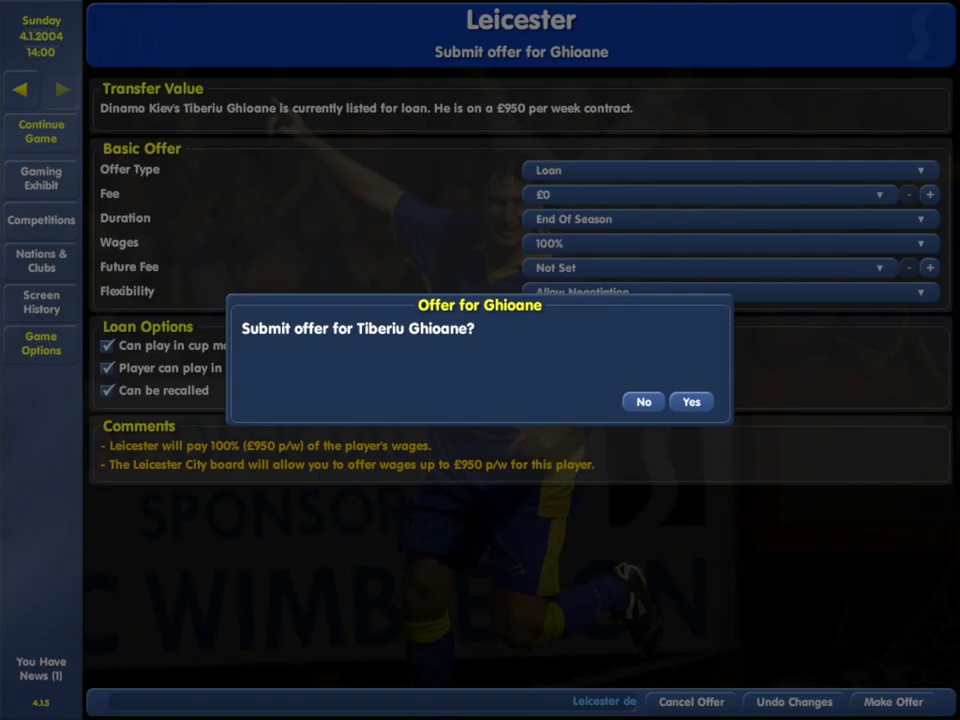 Sunday
4.1.2004
14:00
Continue
Game
Gaming
Exhibit
Competitions
Nations &
Clubs
Screen
History
Game
Options
You Have
News (1)
4.1.5
Leicester
Submit offer for Ghioane
Transfer Value
Dinamo Kiev's Tiberiu Ghioane is currently listed for loan. He is on a £950 per week contract.
Basic Offer
Offer Type Loan
Fee £0 - +
Duration End Of Season
Wages 100%
Future Fee Not Set - +
Flexibility Allow Negotiation
Offer for Ghioane
Submit offer for Tiberiu Ghioane?
No Yes
Loan Options
Can play in cup
Player can play in
Can be recalled
Comments
- Leicester will pay 100% (£950 p/w) of the player's wages.
- The Leicester City board will allow you to offer wages up to £950 p/w for this player.
SPONSOR
C WIMB
Leicester de Cancel Offer Undo Changes Make Offer